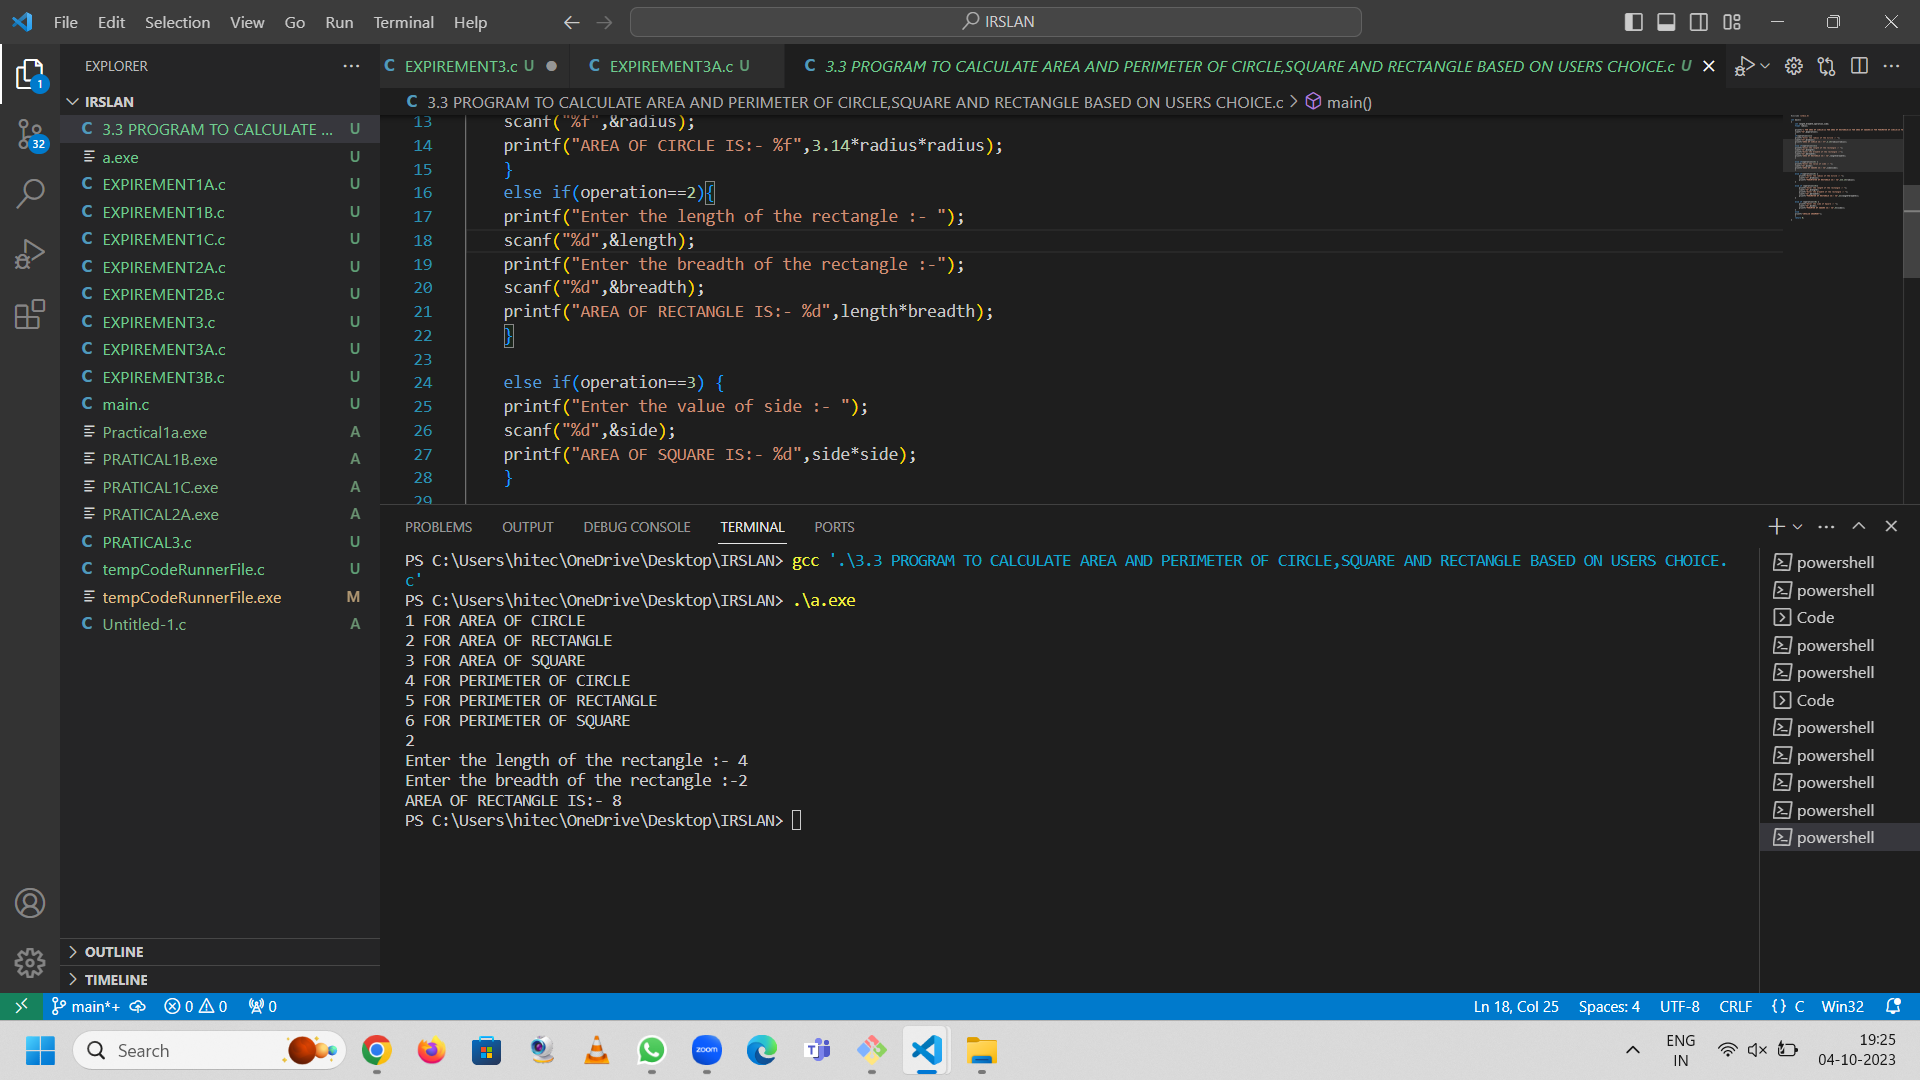 File Edit Selection View Go Run Terminal Help
IRSLAN
EXPLORER
EXPIREMENT3.c U
EXPIREMENT3A.c U
3.3 PROGRAM TO CALCULATE AREA AND PERIMETER OF CIRCLE,SQUARE AND RECTANGLE BASED ON USERS CHOICE.c U
3.3 PROGRAM TO CALCULATE AREA AND PERIMETER OF CIRCLE,SQUARE AND RECTANGLE BASED ON USERS CHOICE.c > main()
1
32
IRSLAN
3.3 PROGRAM TO CALCULATE ... U
a.exe U
EXPIREMENT1A.c U
EXPIREMENT1B.c U
EXPIREMENT1C.c U
EXPIREMENT2A.c U
EXPIREMENT2B.c U
EXPIREMENT3.c U
EXPIREMENT3A.c U
EXPIREMENT3B.c U
main.c U
Practical1a.exe A
PRATICAL1B.exe A
PRATICAL1C.exe A
PRATICAL2A.exe A
PRATICAL3.c U
tempCodeRunnerFile.c U
tempCodeRunnerFile.exe M
Untitled-1.c A
OUTLINE
TIMELINE
13 scanf("%f",&radius);
14 printf("AREA OF CIRCLE IS:- %f",3.14*radius*radius);
15 }
16 else if(operation==2){
17 printf("Enter the length of the rectangle :- ");
18 scanf("%d",&length);
19 printf("Enter the breadth of the rectangle :-");
20 scanf("%d",&breadth);
21 printf("AREA OF RECTANGLE IS:- %d",length*breadth);
22 }
23
24 else if(operation==3) {
25 printf("Enter the value of side :- ");
26 scanf("%d",&side);
27 printf("AREA OF SQUARE IS:- %d",side*side);
28 }
29
PROBLEMS OUTPUT DEBUG CONSOLE TERMINAL PORTS
PS C:\Users\hitec\OneDrive\Desktop\IRSLAN> gcc '.\3.3 PROGRAM TO CALCULATE AREA AND PERIMETER OF CIRCLE,SQUARE AND RECTANGLE BASED ON USERS CHOICE.
c'
PS C:\Users\hitec\OneDrive\Desktop\IRSLAN> .\a.exe
1 FOR AREA OF CIRCLE
2 FOR AREA OF RECTANGLE
3 FOR AREA OF SQUARE
4 FOR PERIMETER OF CIRCLE
5 FOR PERIMETER OF RECTANGLE
6 FOR PERIMETER OF SQUARE
2
Enter the length of the rectangle :- 4
Enter the breadth of the rectangle :-2
AREA OF RECTANGLE IS:- 8
PS C:\Users\hitec\OneDrive\Desktop\IRSLAN>
powershell
powershell
Code
powershell
powershell
Code
powershell
powershell
powershell
powershell
powershell
main*+ 0 0 0
Ln 18, Col 25 Spaces: 4 UTF-8 CRLF {} C Win32
Search
zoom
ENG
IN
19:25
04-10-2023